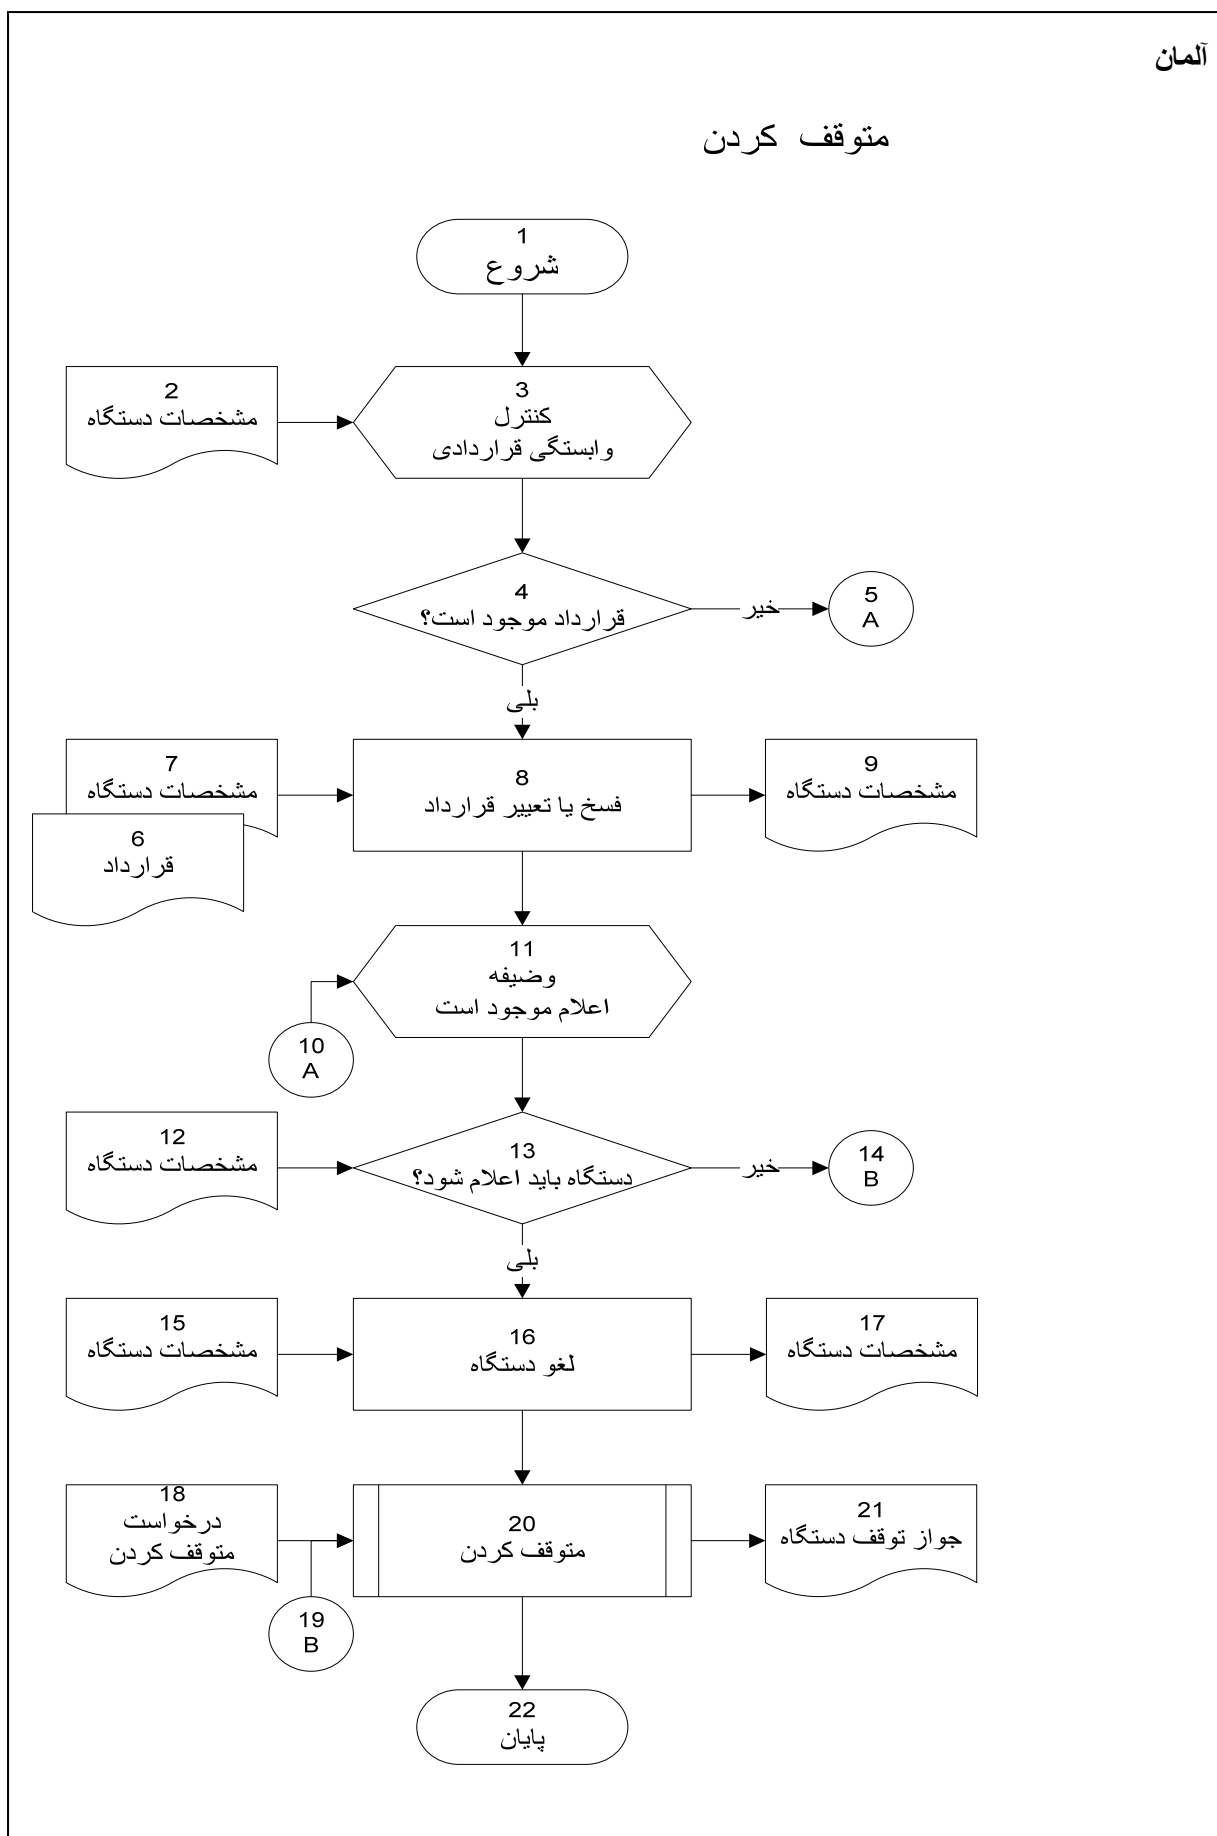 آلمان
متوقف کردن
1
شروع
2
مشخصات دستگاه
3
کنترل
وابستگی قراردادی
4
قرارداد موجود است؟
خیر
5
A
بلی
7
مشخصات دستگاه
6
قرارداد
8
فسخ یا تعییر قرارداد
9
مشخصات دستگاه
10
A
11
وضیفه
اعلام موجود است
12
مشخصات دستگاه
13
دستگاه باید اعلام شود؟
خیر
14
B
بلی
15
مشخصات دستگاه
16
لغو دستگاه
17
مشخصات دستگاه
18
درخواست
متوقف کردن
19
B
20
متوقف کردن
21
جواز توقف دستگاه
22
پایان